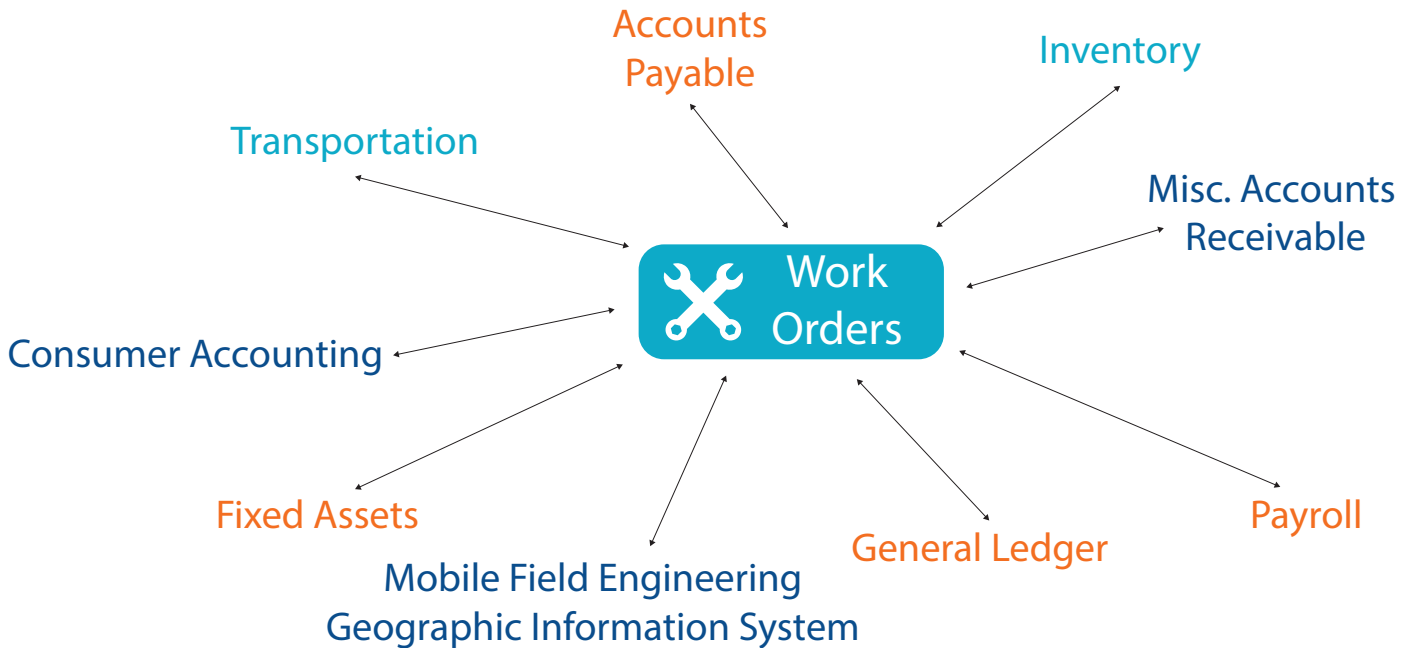 Accounts
Payable
Inventory
Transportation
Misc. Accounts
Receivable
Work
Orders
Consumer Accounting
Fixed Assets
Payroll
General Ledger
Mobile Field Engineering
Geographic Information System